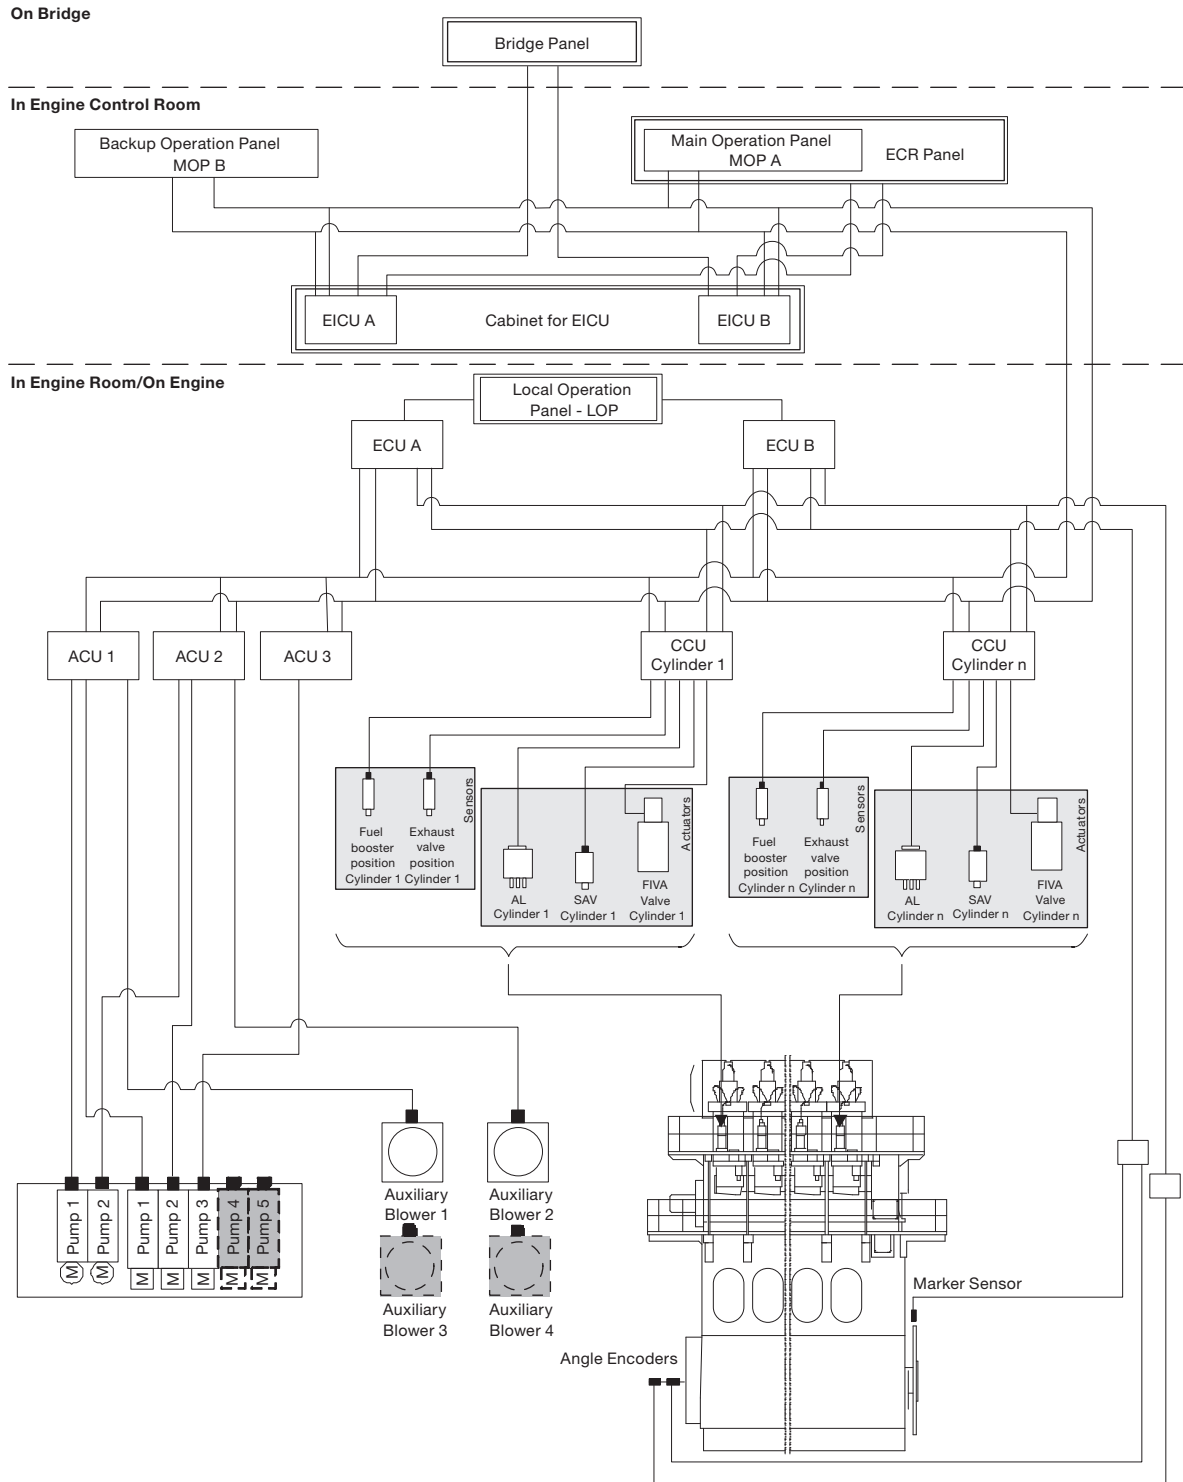 On Bridge
Bridge Panel
In Engine Control Room
Backup Operation Panel
MOP B
Main Operation Panel
MOP A
ECR Panel
EICU A
Cabinet for EICU
EICU B
In Engine Room/On Engine
Local Operation
Panel - LOP
ECU A
ECU B
ACU 1
ACU 2
ACU 3
CCU
Cylinder 1
CCU
Cylinder n
Sensors
Fuel
booster
position
Cylinder 1
Exhaust
valve
position
Cylinder 1
Actuators
AL
Cylinder 1
SAV
Cylinder 1
FIVA
Valve
Cylinder 1
Sensors
Fuel
booster
position
Cylinder n
Exhaust
valve
position
Cylinder n
Actuators
AL
Cylinder n
SAV
Cylinder n
FIVA
Valve
Cylinder n
Pump 1
M
Pump 2
M
Pump 1
M
Pump 2
M
Pump 3
M
Pump 4
M
Pump 5
M
Auxiliary
Blower 1
Auxiliary
Blower 2
Auxiliary
Blower 3
Auxiliary
Blower 4
Marker Sensor
Angle Encoders